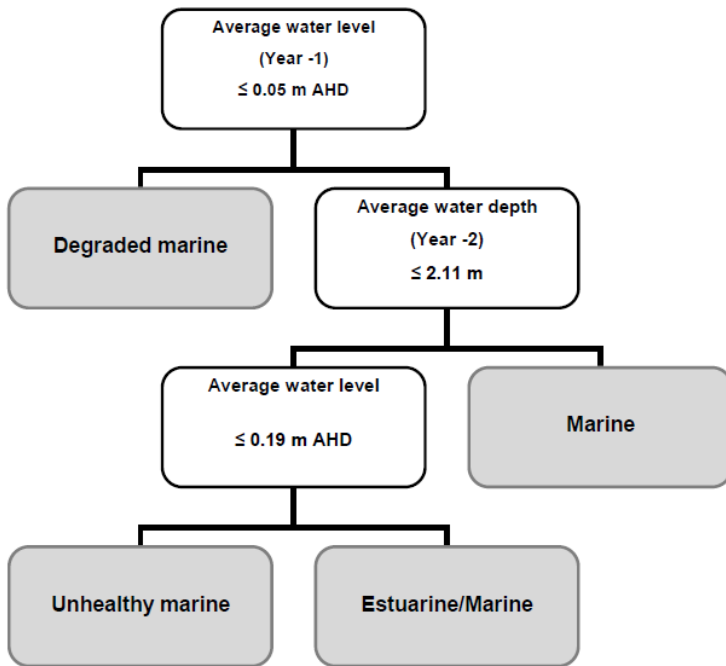 Average water level
(Year -1)
≤ 0.05 m AHD
Degraded marine
Average water depth
(Year -2)
≤ 2.11 m
Average water level
≤ 0.19 m AHD
Marine
Unhealthy marine
Estuarine/Marine